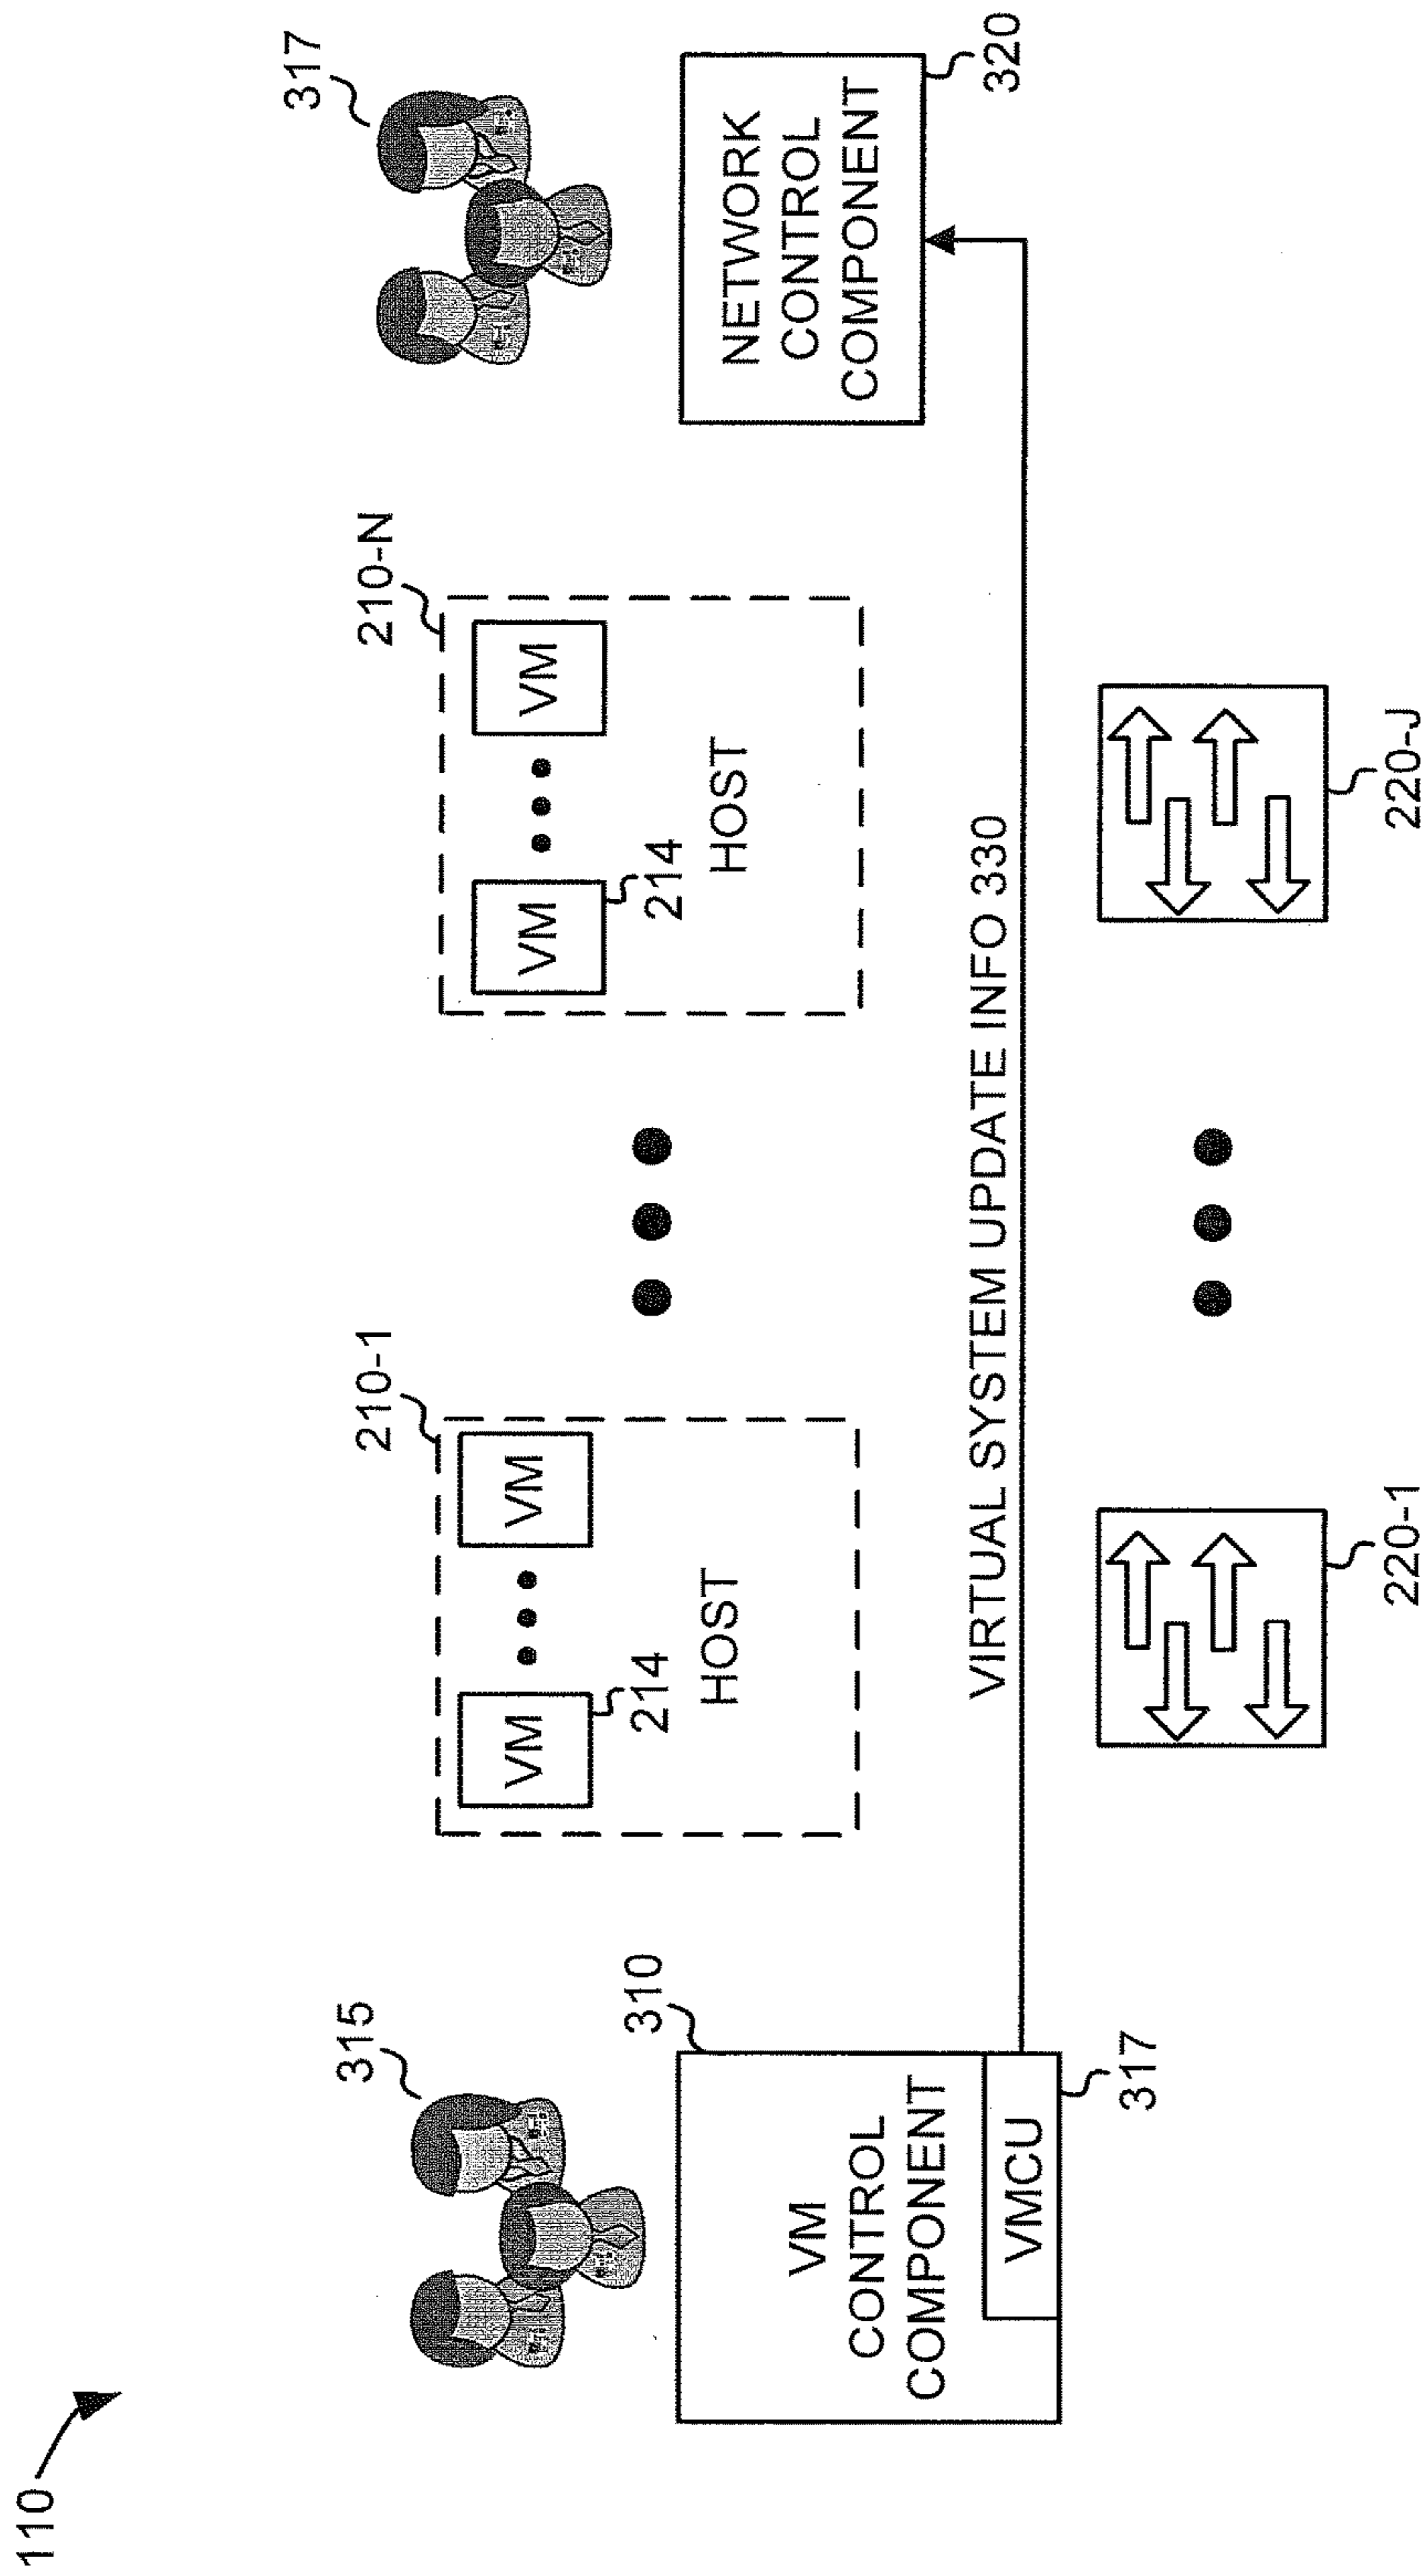 110
315
317
210-1
210-N
VM
VM
214
HOST
VM
VM
214
HOST
310
VM
CONTROL
COMPONENT
VMCU
317
NETWORK
CONTROL
COMPONENT
320
VIRTUAL SYSTEM UPDATE INFO 330
220-1
220-J